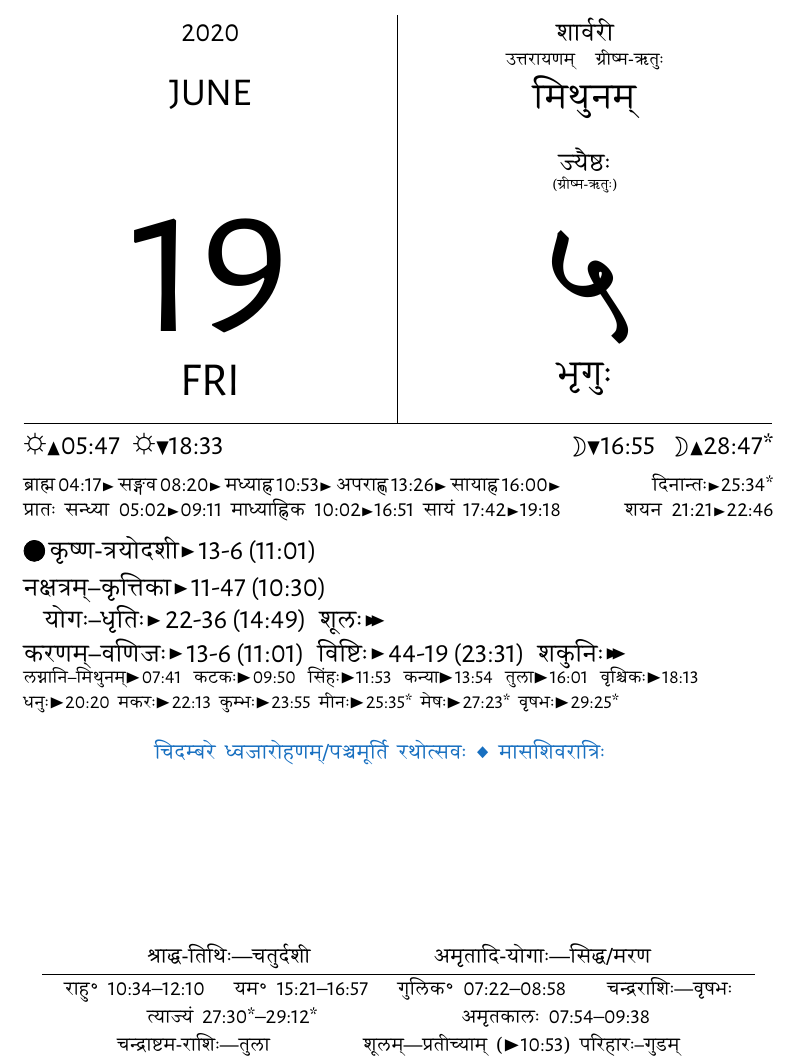 2020
JUNE
19
FRI
शार्वरी
उत्तरायणम् ग्रीष्म-ऋतुः
मिथुनम्
ज्यैष्ठः
(ग्रीष्म-ऋतुः)
५
भृगुः
☼▲05:47 ☼▼18:33 ☽▼16:55 ☽▲28:47*
ब्राह्म 04:17► सङ्गव 08:20► मध्याह्न 10:53► अपराह्ण 13:26► सायाह्न 16:00► दिनान्तः►25:34*
प्रातः सन्ध्या 05:02►09:11 माध्याह्निक 10:02►16:51 सायं 17:42►19:18 शयन 21:21►22:46
●कृष्ण-त्रयोदशी►13-6 (11:01)
नक्षत्रम्–कृत्तिका►11-47 (10:30)
योगः–धृतिः►22-36 (14:49) शूलः►►
करणम्–वणिजः►13-6 (11:01) विष्टिः►44-19 (23:31) शकुनिः►►
लग्नानि–मिथुनम्►07:41 कटकः►09:50 सिंहः►11:53 कन्या►13:54 तुला►16:01 वृश्चिकः►18:13
धनुः►20:20 मकरः►22:13 कुम्भः►23:55 मीनः►25:35* मेषः►27:23* वृषभः►29:25*
चिदम्बरे ध्वजारोहणम्/पञ्चमूर्ति रथोत्सवः ◆ मासशिवरात्रिः
श्राद्ध-तिथिः—चतुर्दशी अमृतादि-योगाः—सिद्ध/मरण
राहु॰ 10:34–12:10 यम॰ 15:21–16:57 गुलिक॰ 07:22–08:58 चन्द्रराशिः—वृषभः
त्याज्यं 27:30*–29:12* अमृतकालः 07:54–09:38
चन्द्राष्टम-राशिः—तुला शूलम्—प्रतीच्याम् (►10:53) परिहारः–गुडम्